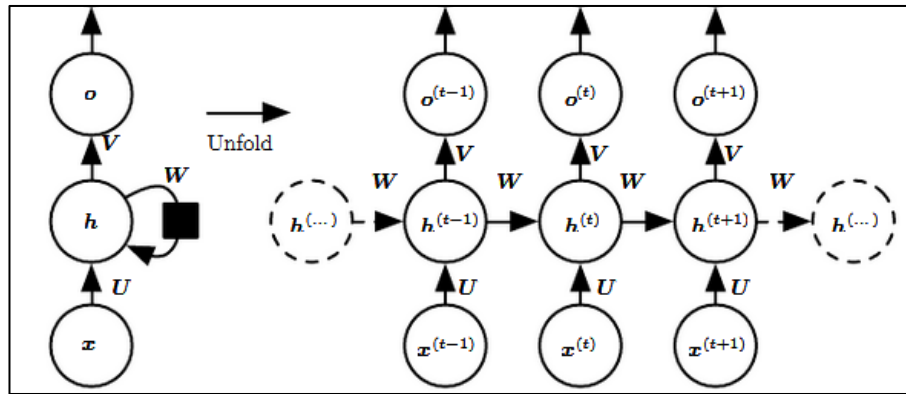 o o^(t−1) o^(t) o^(t+1)
Unfold
V V V V
W W W W W
h h^(...) h^(t−1) h^(t) h^(t+1) h^(...)
U U U U
x x^(t−1) x^(t) x^(t+1)